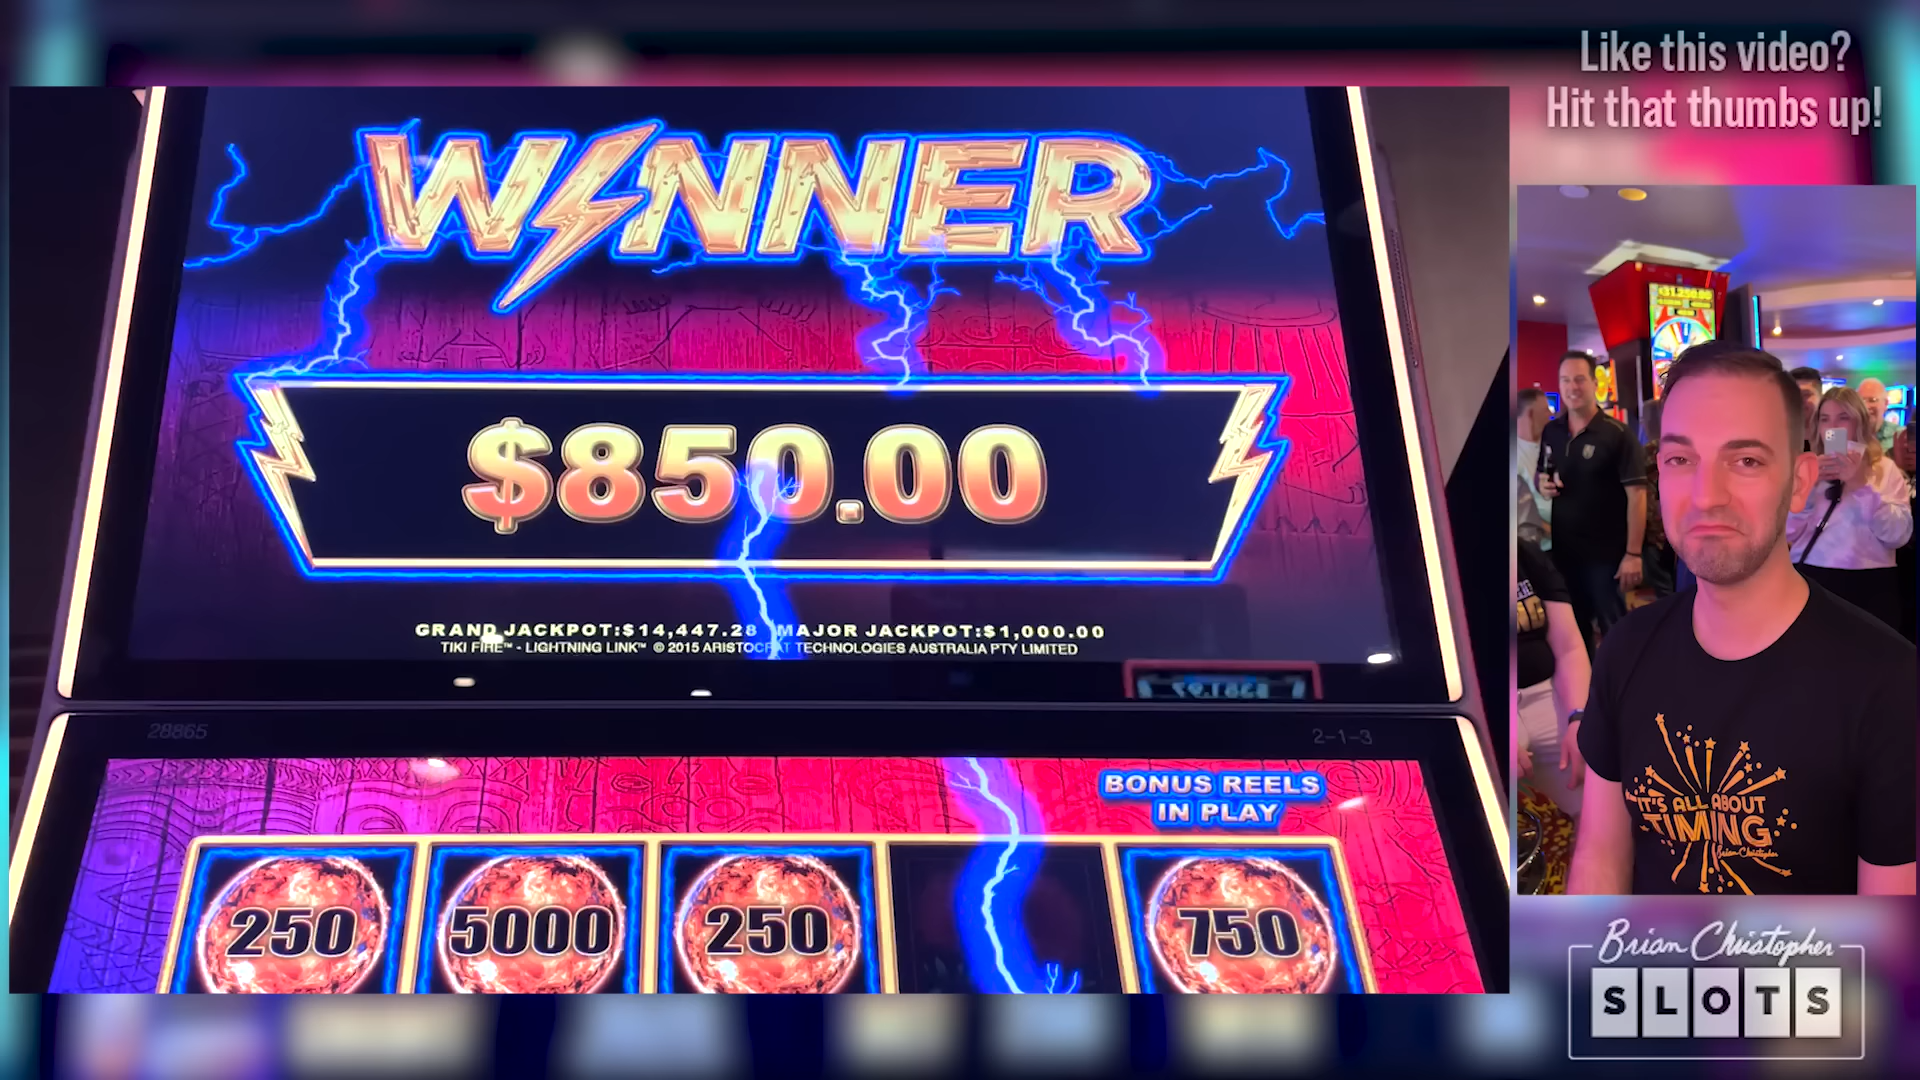 Like this video?
Hit that thumbs up!
WINNER
$850.00
GRAND JACKPOT:$14,447.28 MAJOR JACKPOT:$1,000.00
TIKI FIRE™ - LIGHTNING LINK™ © 2015 ARISTOCRAT TECHNOLOGIES AUSTRALIA PTY LIMITED
28865
2-1-3
BONUS REELS
IN PLAY
250
5000
250
750
IT'S ALL ABOUT
TIMING
Brian Christopher
Brian Christopher
SLOTS